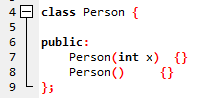 4 class Person {
5
6 public:
7 Person(int x) {}
8 Person() {}
9 };